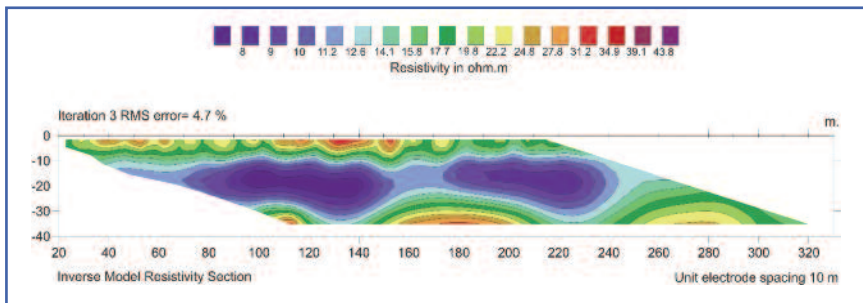 8 9 10 11.2 12.6 14.1 15.8 17.7 19.8 22.2 24.8 27.8 31.2 34.9 39.1 43.8
Resistivity in ohm.m
Iteration 3 RMS error= 4.7 %
0 m.
-10
-20
-30
-40
20 40 60 80 100 120 140 160 180 200 220 240 260 280 300 320
Inverse Model Resistivity Section Unit electrode spacing 10 m